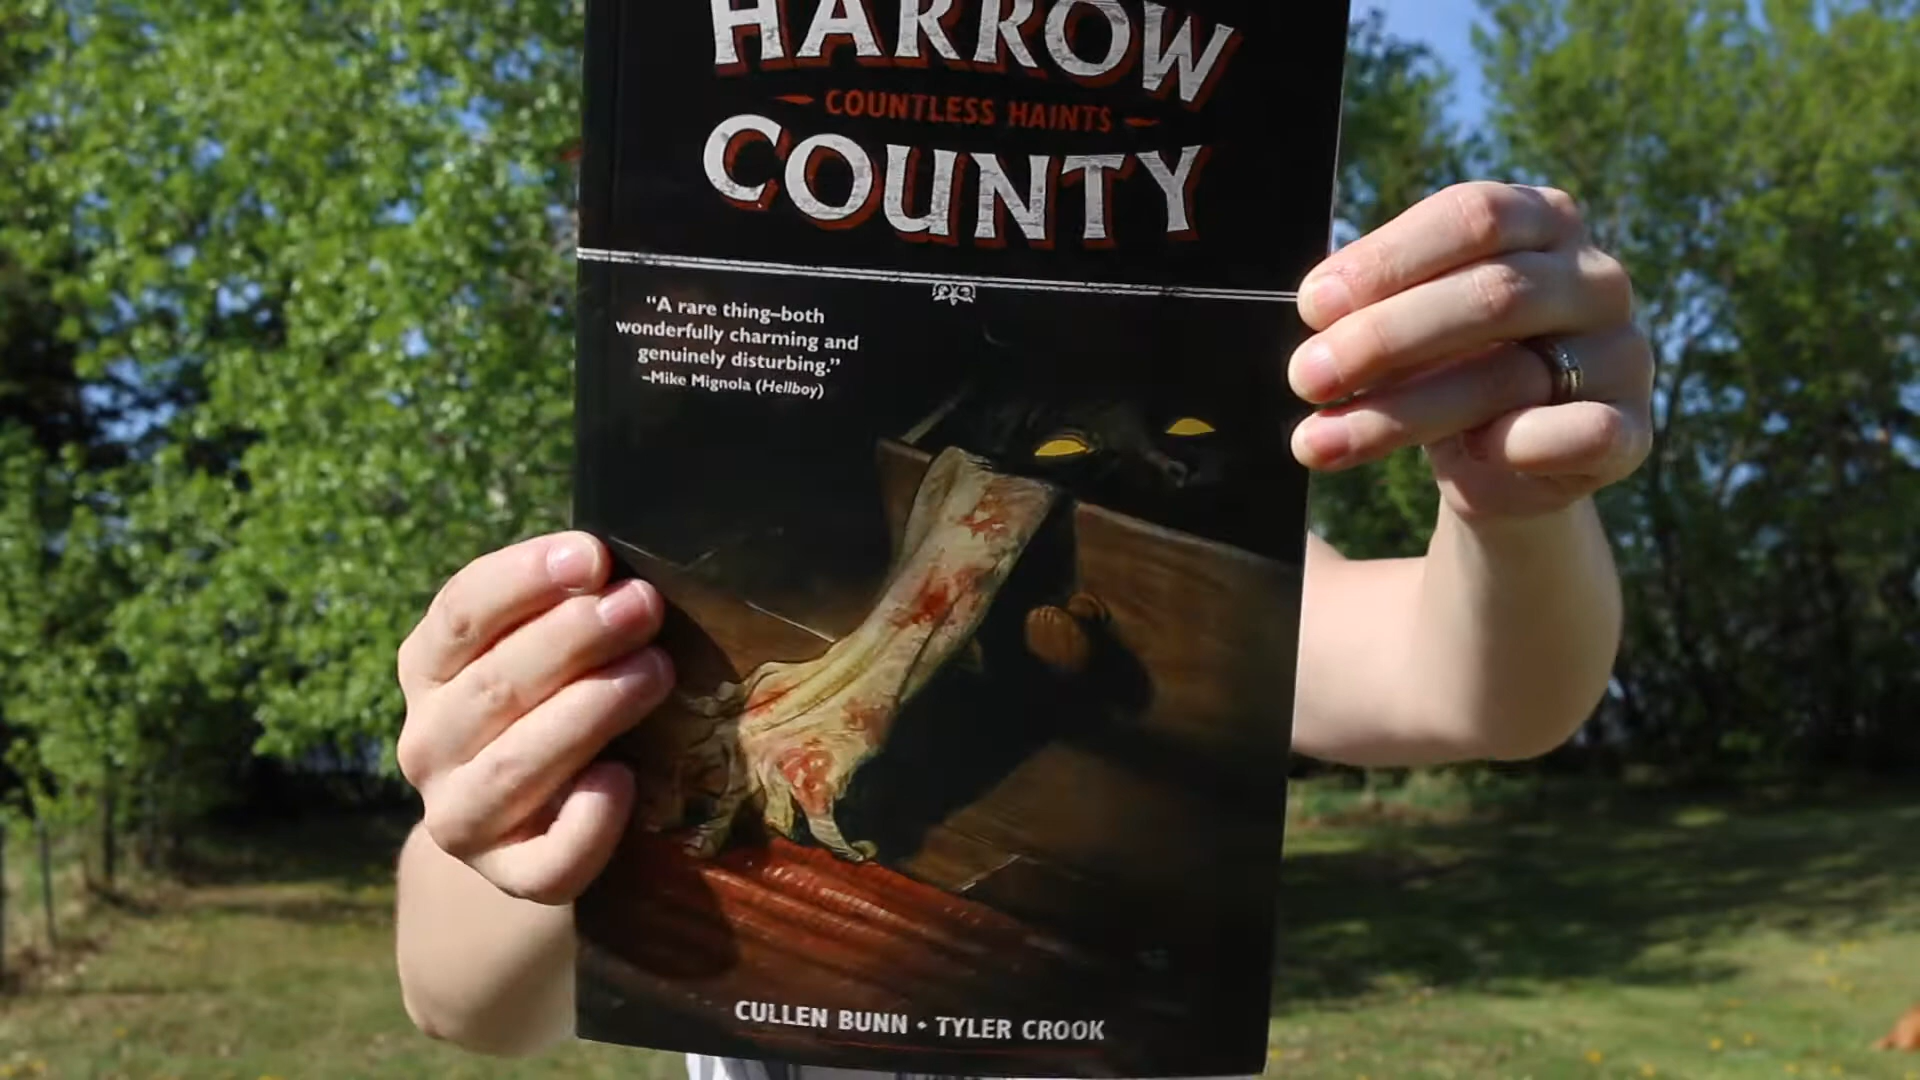 HARROW
COUNTLESS HAINTS
COUNTY
“A rare thing–both
wonderfully charming and
genuinely disturbing.”
–Mike Mignola (Hellboy)
CULLEN BUNN • TYLER CROOK